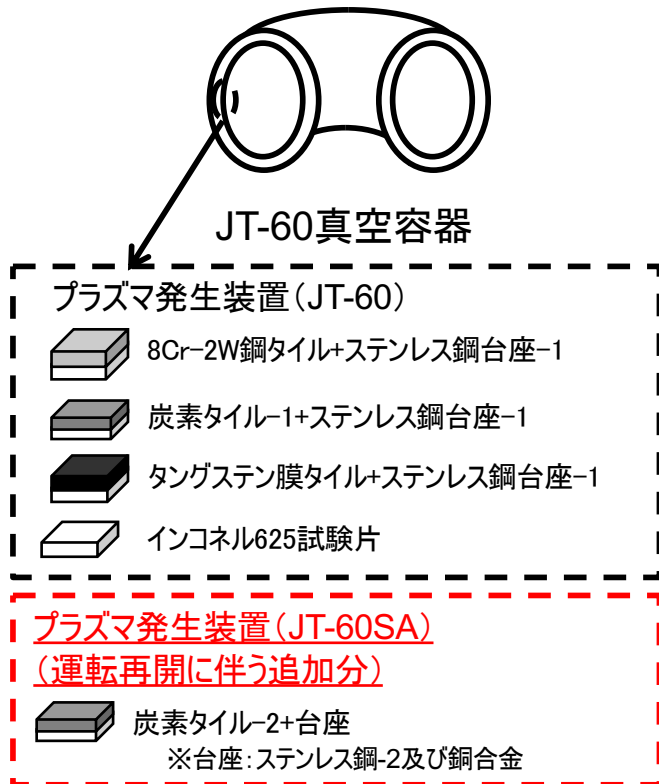 JT-60真空容器
プラズマ発生装置(JT-60)
8Cr-2W鋼タイル+ステンレス鋼台座-1
炭素タイル-1+ステンレス鋼台座-1
タングステン膜タイル+ステンレス鋼台座-1
インコネル625試験片
プラズマ発生装置(JT-60SA)
(運転再開に伴う追加分)
炭素タイル-2+台座
※台座:ステンレス鋼-2及び銅合金